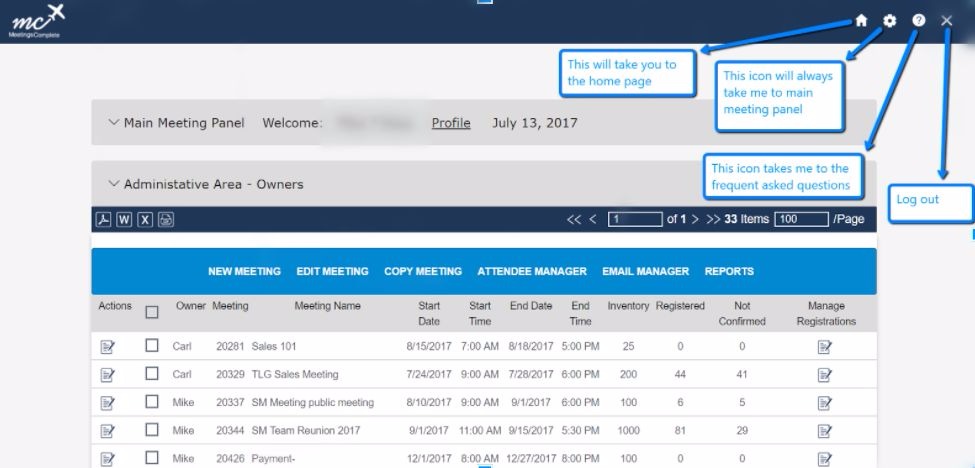 mc
MeetingsComplete
This will take you to
the home page
This icon will always
take me to main
meeting panel
Main Meeting Panel Welcome: Profile July 13, 2017
This icon takes me to the
frequent asked questions
Administative Area - Owners
Log out
W X << < 1 of 1 > >> 33 Items 100 /Page
NEW MEETING EDIT MEETING COPY MEETING ATTENDEE MANAGER EMAIL MANAGER REPORTS
Actions Owner Meeting Meeting Name Start Start End Date End Inventory Registered Not Manage
Date Time Time Confirmed Registrations
Carl 20281 Sales 101 8/15/2017 7:00 AM 8/18/2017 5:00 PM 25 0 0
Carl 20329 TLG Sales Meeting 7/24/2017 9:00 AM 7/28/2017 6:00 PM 200 44 41
Mike 20337 SM Meeting public meeting 8/10/2017 9:00 AM 9/1/2017 6:00 PM 100 6 5
Mike 20344 SM Team Reunion 2017 9/1/2017 11:00 AM 9/15/2017 5:30 PM 1000 81 29
Mike 20426 Payment- 12/1/2017 8:00 AM 12/27/2017 8:00 PM 100 0 0